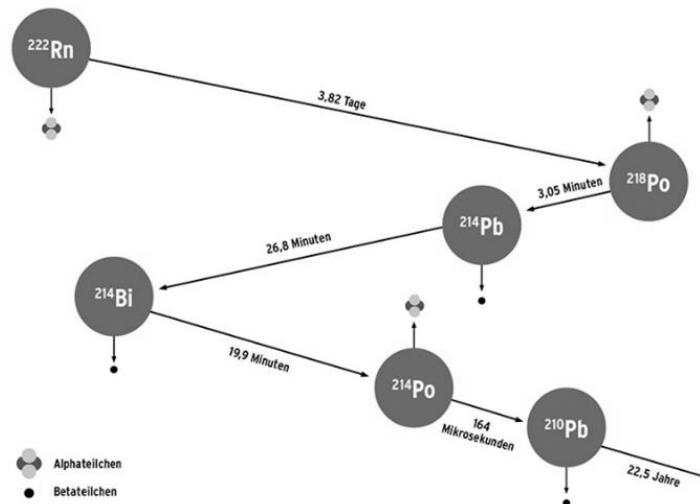 ²²²Rn
3,82 Tage
²¹⁸Po
3,05 Minuten
²¹⁴Pb
26,8 Minuten
²¹⁴Bi
19,9 Minuten
²¹⁴Po
164
Mikrosekunden
²¹⁰Pb
22,5 Jahre
Alphateilchen
Betateilchen